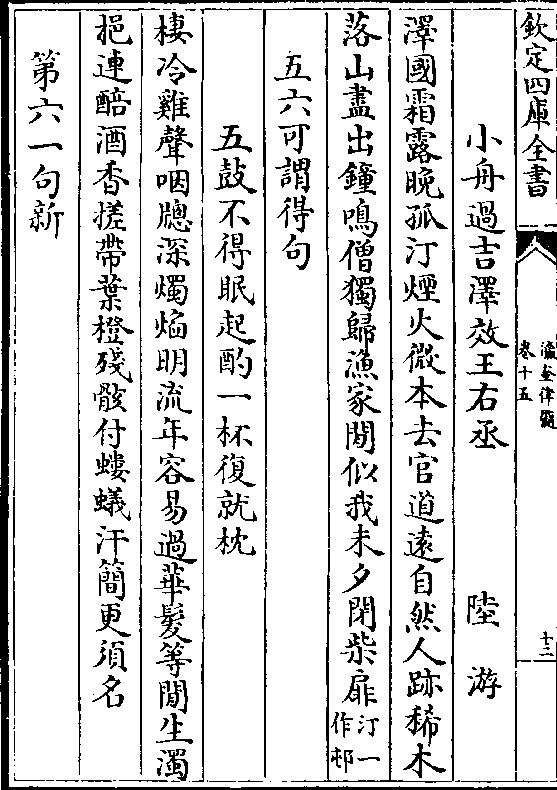 欽定四庫全書
瀛奎律髓
卷十五
十三
小舟過吉澤效王右丞 陸游
澤國霜露晚孤汀煙火微本去官道逺自然人跡稀木
落山盡出鐘鳴僧獨歸漁家閒似我未夕閉柴扉汀一
作邨
五六可謂得句
五鼓不得眠起酌一杯復就枕
棲冷雞聲咽牕深燭焰明流年容易過華髮等閒生濁
挹連醅酒香搓帶葉橙殘骸付螻蟻汗簡更湏名
第六一句新